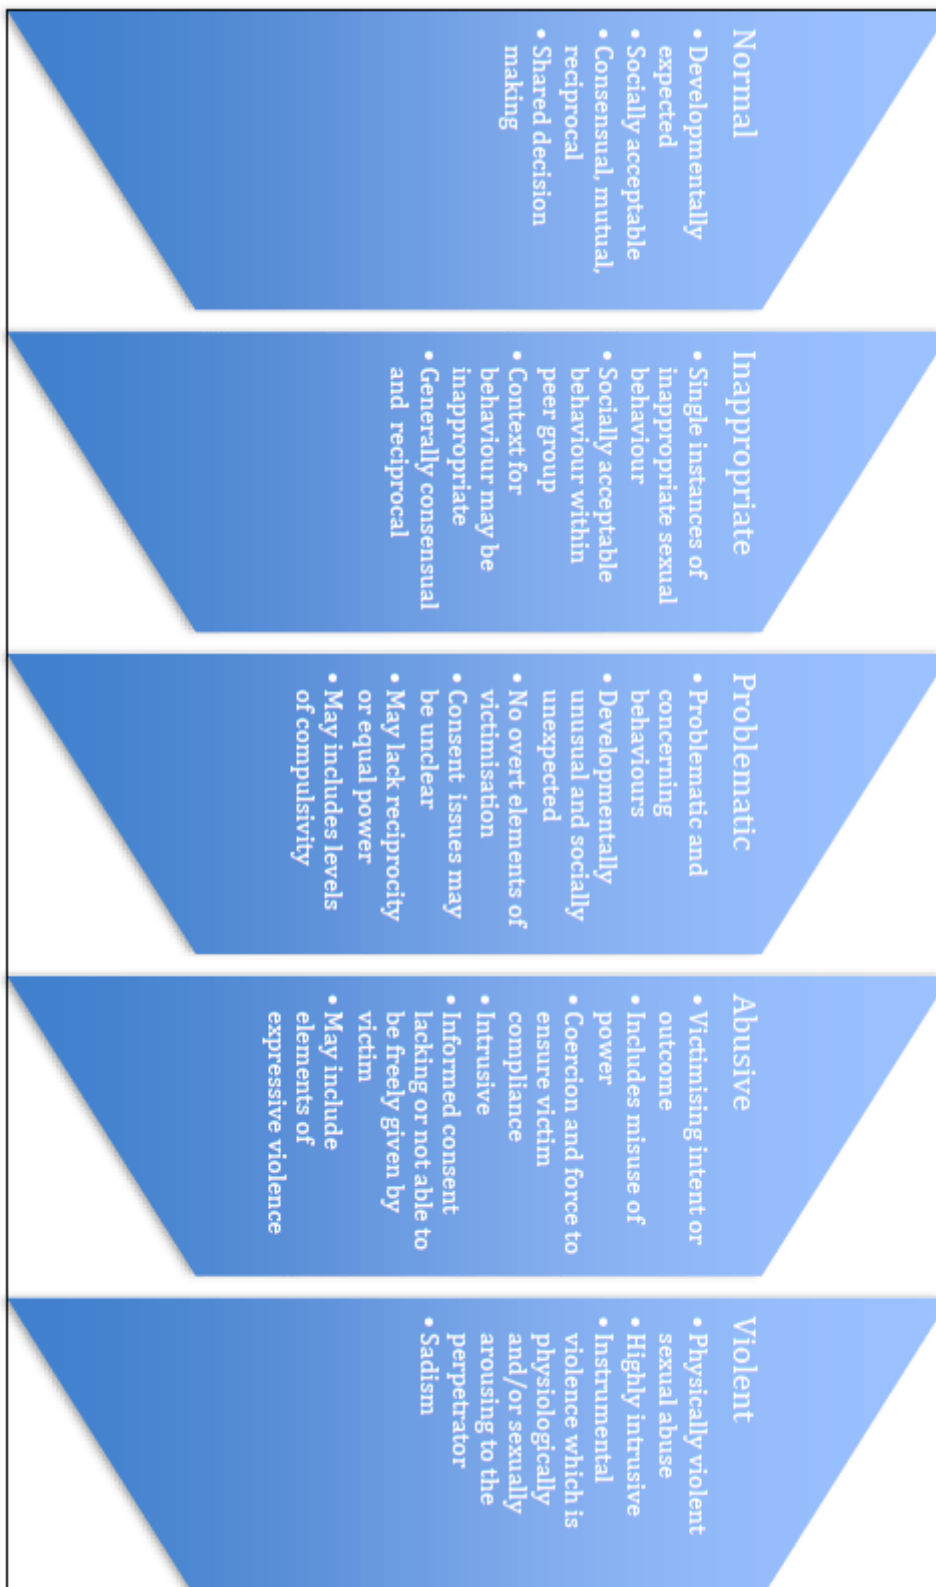 Normal
• Developmentally
expected
• Socially acceptable
• Consensual, mutual,
reciprocal
• Shared decision
making
Inappropriate
• Single instances of
inappropriate sexual
behaviour
• Socially acceptable
behaviour within
peer group
• Context for
behaviour may be
inappropriate
• Generally consensual
and reciprocal
Problematic
• Problematic and
concerning
behaviours
• Developmentally
unusual and socially
unexpected
• No overt elements of
victimisation
• Consent issues may
be unclear
• May lack reciprocity
or equal power
• May includes levels
of compulsivity
Abusive
• Victimising intent or
outcome
• Includes misuse of
power
• Coercion and force to
ensure victim
compliance
• Intrusive
• Informed consent
lacking or not able to
be freely given by
victim
• May include
elements of
expressive violence
Violent
• Physically violent
sexual abuse
• Highly intrusive
• Instrumental
violence which is
physiologically
and/or sexually
arousing to the
perpetrator
• Sadism